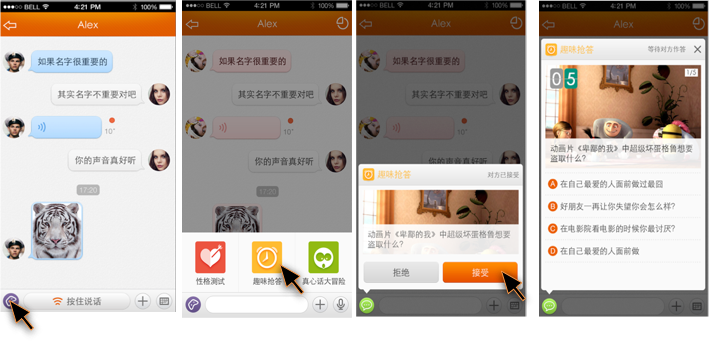 ●●●○○ BELL 4:21 PM 100%
Alex
如果名字很重要的
其实名字不重要对吧
10"
你的声音真好听
17:20
按住说话
●●●○○ BELL 4:21 PM 100%
Alex
如果名字很重要的
其实名字不重要对吧
10"
你的声音真好听
17:20
性格测试
趣味抢答
真心话大冒险
●●●○○ BELL 4:21 PM 100%
Alex
如果名字很重要的
其实名字不重要对吧
10"
趣味抢答
对方已接受
动画片《卑鄙的我》中超级坏蛋格鲁想要
盗取什么?
拒绝
接受
●●●○○ BELL 4:21 PM 100%
Alex
趣味抢答
等待对方作答
05
1/5
动画片《卑鄙的我》中超级坏蛋格鲁想要
盗取什么?
A 在自己最爱的人面前做过最囧
B 好朋友一再让你失望你会怎么样?
C 在电影院看电影的时候你最讨厌?
D 在自己最爱的人面前做